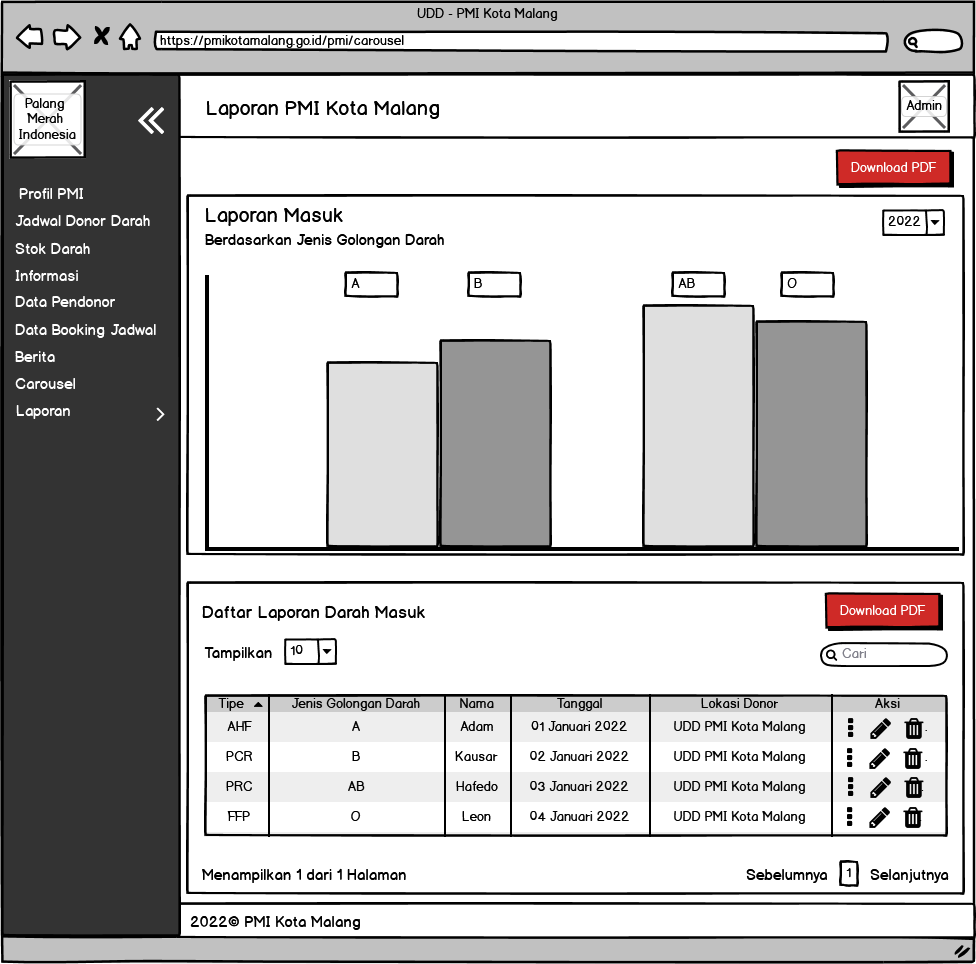 UDD - PMI Kota Malang
https://pmikotamalang.go.id/pmi/carousel
Palang
Merah
Indonesia
Laporan PMI Kota Malang
Admin
Profil PMI
Jadwal Donor Darah
Stok Darah
Informasi
Data Pendonor
Data Booking Jadwal
Berita
Carousel
Laporan
Download PDF
Laporan Masuk
2022
Berdasarkan Jenis Golongan Darah
A B AB O
Daftar Laporan Darah Masuk
Download PDF
Tampilkan 10
Cari
Tipe Jenis Golongan Darah Nama Tanggal Lokasi Donor Aksi
AHF A Adam 01 Januari 2022 UDD PMI Kota Malang
PCR B Kausar 02 Januari 2022 UDD PMI Kota Malang
PRC AB Hafedo 03 Januari 2022 UDD PMI Kota Malang
FFP O Leon 04 Januari 2022 UDD PMI Kota Malang
Menampilkan 1 dari 1 Halaman
Sebelumnya 1 Selanjutnya
2022© PMI Kota Malang